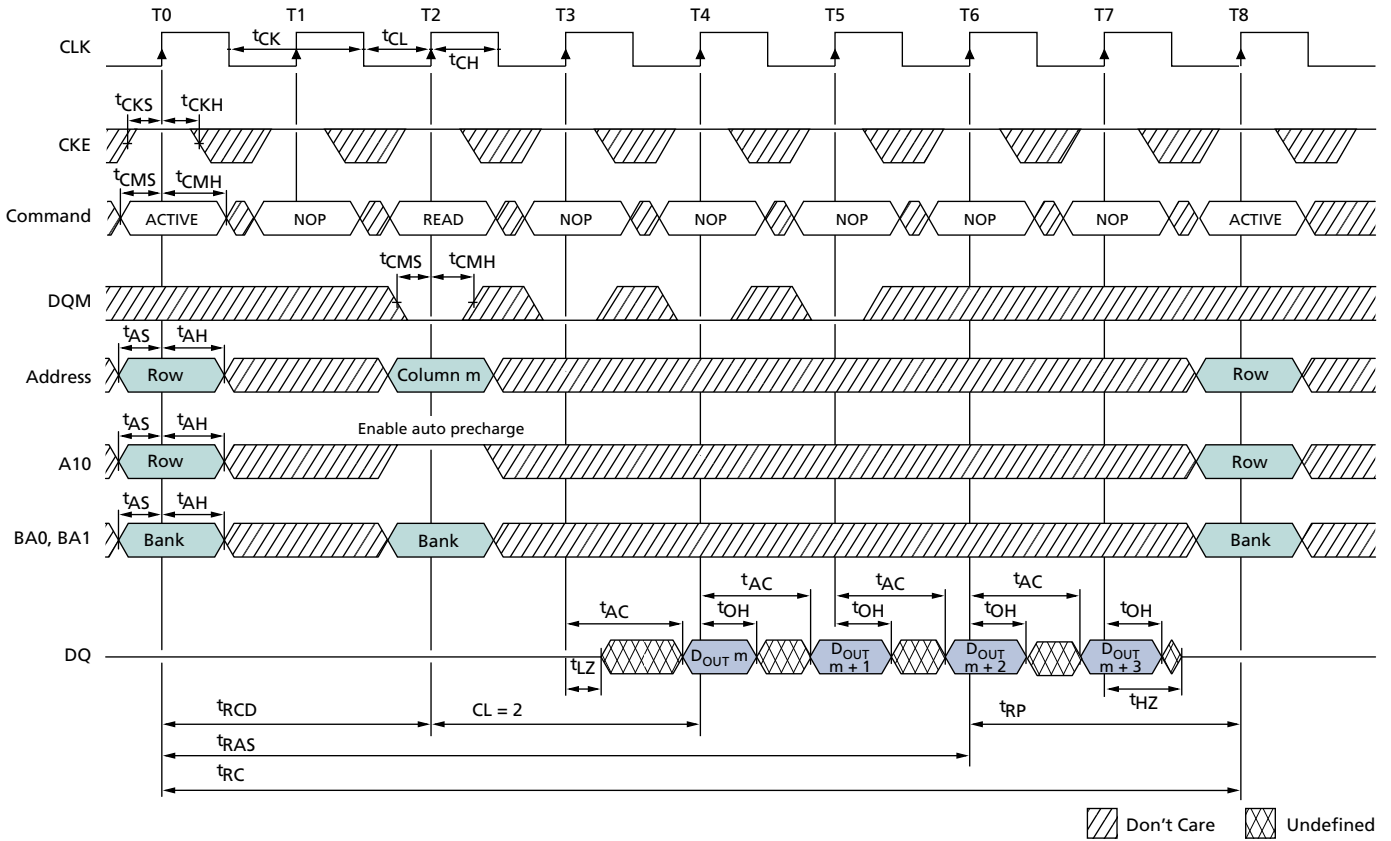 T0 T1 T2 T3 T4 T5 T6 T7 T8
CLK
tCK tCL tCH
tCKS tCKH
CKE
tCMS tCMH
Command ACTIVE NOP READ NOP NOP NOP NOP NOP ACTIVE
tCMS tCMH
DQM
tAS tAH
Address Row Column m Row
Enable auto precharge
tAS tAH
A10 Row Row
tAS tAH
BA0, BA1 Bank Bank Bank
tAC tAC tAC
tAC tOH tOH tOH tOH
DQ DOUT m DOUT m + 1 DOUT m + 2 DOUT m + 3
tLZ tHZ
tRCD CL = 2 tRP
tRAS
tRC
Don't Care Undefined